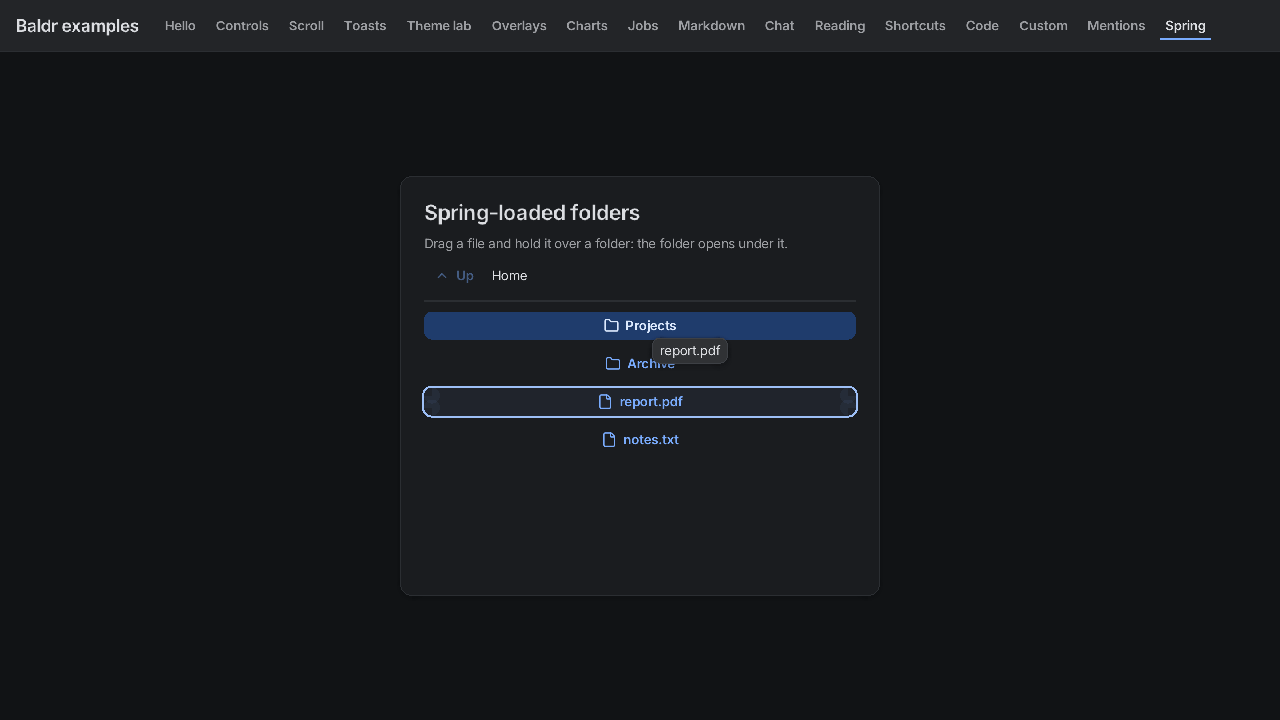 Baldr examples Hello Controls Scroll Toasts Theme lab Overlays Charts Jobs Markdown Chat Reading Shortcuts Code Custom Mentions Spring
Spring-loaded folders
Drag a file and hold it over a folder: the folder opens under it.
Up Home
Projects
report.pdf
Archive
report.pdf
notes.txt